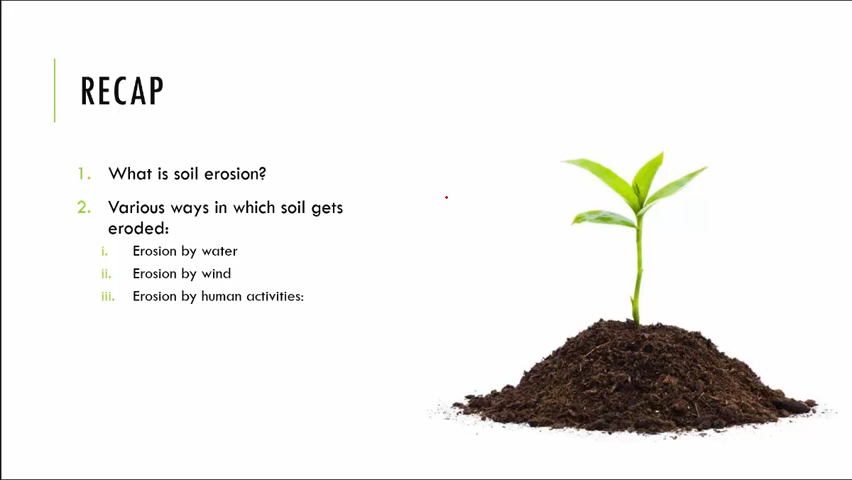 RECAP
1. What is soil erosion?
2. Various ways in which soil gets
eroded:
i. Erosion by water
ii. Erosion by wind
iii. Erosion by human activities: